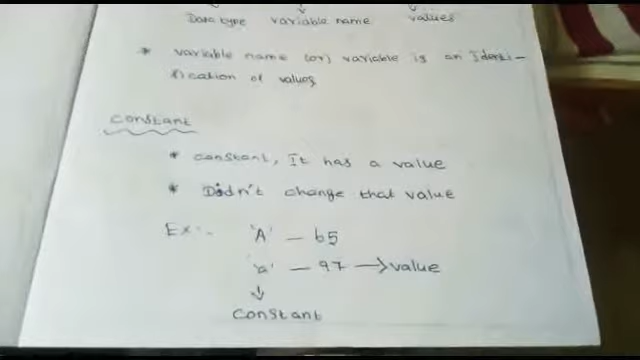 Data type variable name values
* variable name (or) variable is an Identi-
fication of values
constant
* constant, It has a value
* Didn't change that value
Ex:- 'A' — 65
'a' — 97 → value
↓
constant